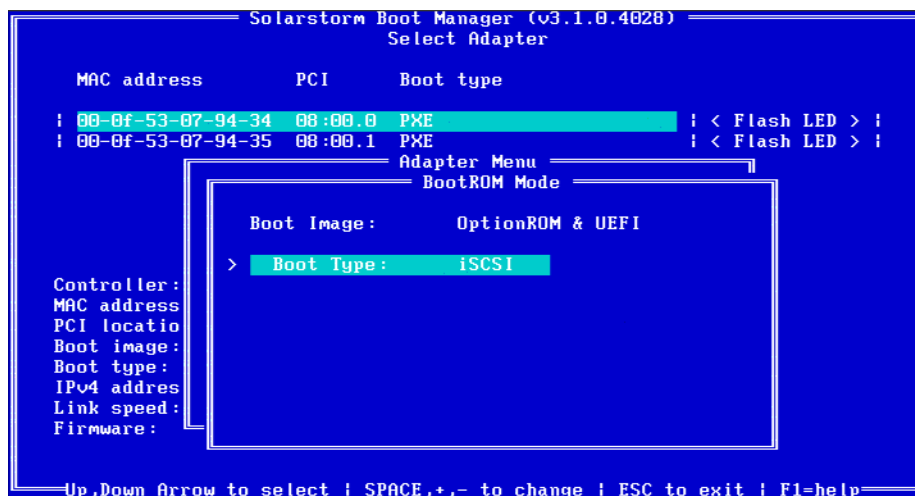 Solarstorm Boot Manager (v3.1.0.4028)
Select Adapter
MAC address PCI Boot type
00-0f-53-07-94-34 08:00.0 PXE ¦ < Flash LED > ¦
00-0f-53-07-94-35 08:00.1 PXE ¦ < Flash LED > ¦
Adapter Menu
BootROM Mode
Boot Image: OptionROM & UEFI
> Boot Type: iSCSI
Controller:
MAC address
PCI locatio
Boot image:
Boot type:
IPv4 addres
Link speed:
Firmware:
Up,Down Arrow to select ¦ SPACE,+,- to change ¦ ESC to exit ¦ F1=help